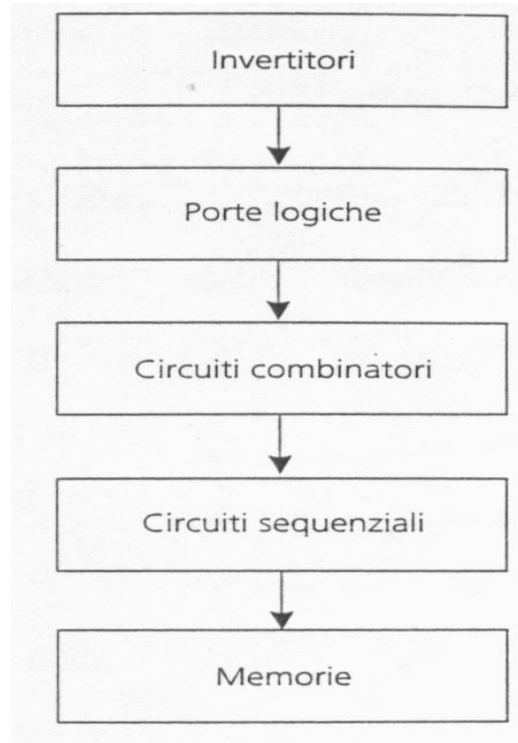 Invertitori
Porte logiche
Circuiti combinatori
Circuiti sequenziali
Memorie